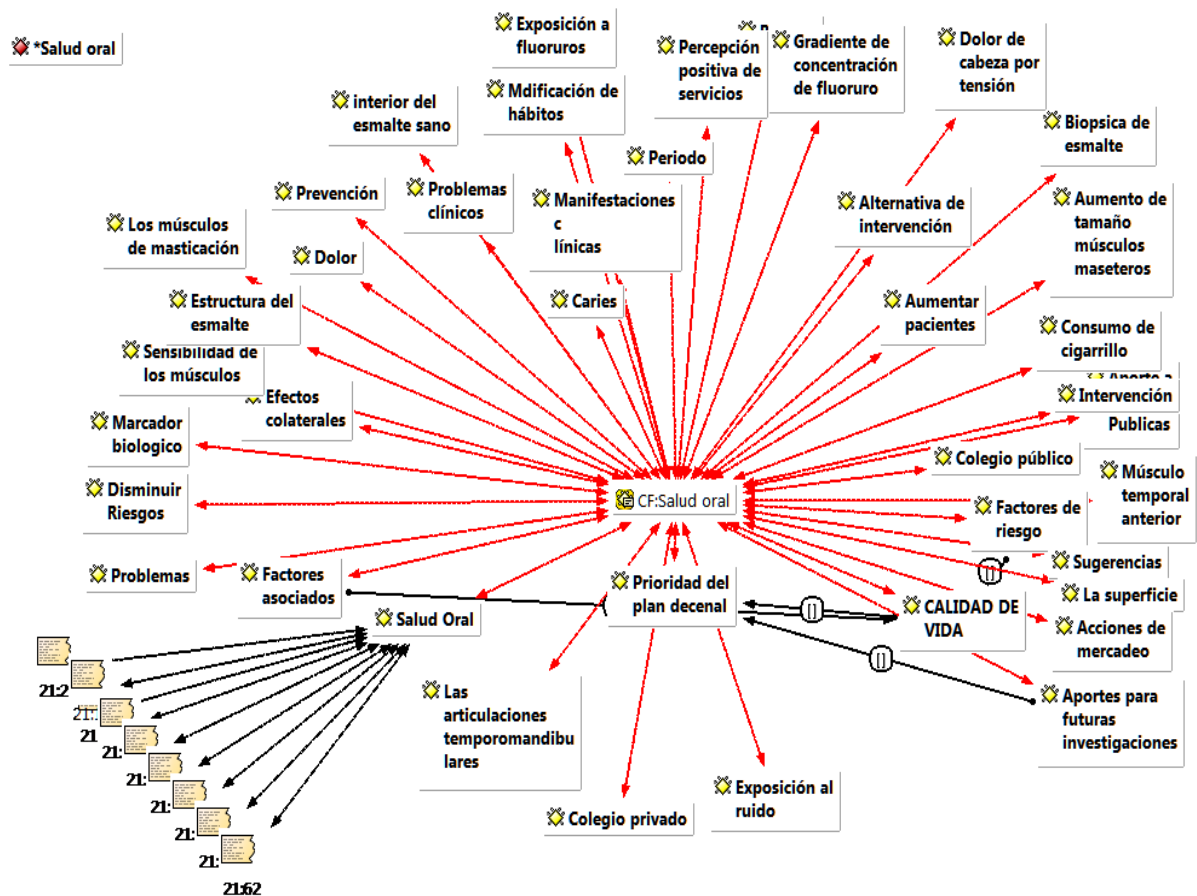 *Salud oral
Exposición a
fluoruros
Percepción
positiva de
servicios
Gradiente de
concentración
de fluoruro
Dolor de
cabeza por
tensión
interior del
esmalte sano
Mdificación de
hábitos
Biopsica de
esmalte
Periodo
Prevención
Problemas
clínicos
Manifestaciones
c
línicas
Alternativa de
intervención
Aumento de
tamaño
músculos
maseteros
Los músculos
de masticación
Dolor
Estructura del
esmalte
Caries
Aumentar
pacientes
Consumo de
cigarrillo
Sensibilidad de
los músculos
Aporte a
Intervención
Publicas
Efectos
colaterales
Marcador
biologico
Colegio público
Músculo
temporal
anterior
Disminuir
Riesgos
CF:Salud oral
Factores de
riesgo
Problemas
Factores
asociados
Prioridad del
plan decenal
Sugerencias
La superficie
Salud Oral
CALIDAD DE
VIDA
Acciones de
mercadeo
Las
articulaciones
temporomandibu
lares
Aportes para
futuras
investigaciones
Exposición al
ruido
Colegio privado
21:2
21:.
21
21:
21:
21:
21:
21:
21:62